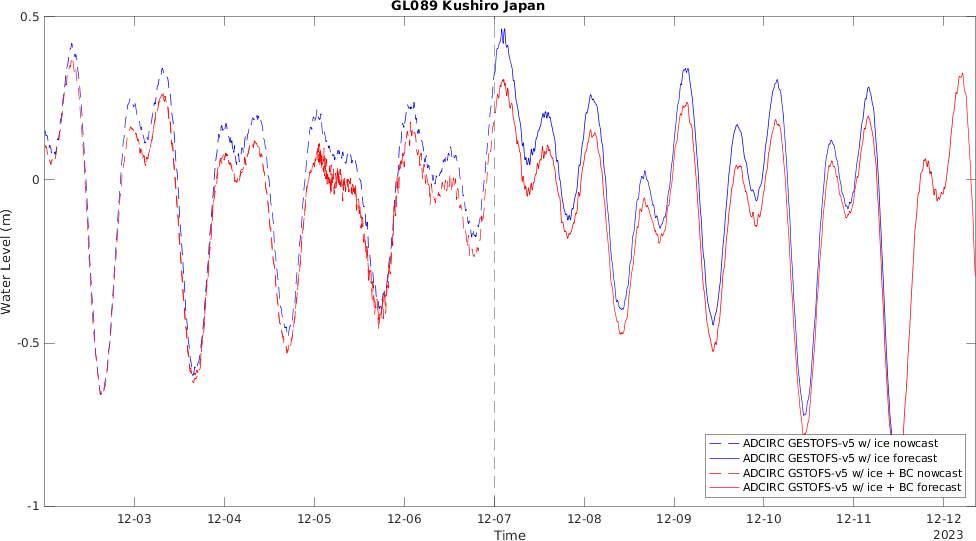 GL089 Kushiro Japan
0.5
0
-0.5
-1
Water Level (m)
12-03 12-04 12-05 12-06 12-07 12-08 12-09 12-10 12-11 12-12
2023
Time
ADCIRC GESTOFS-v5 w/ ice nowcast
ADCIRC GESTOFS-v5 w/ ice forecast
ADCIRC GSTOFS-v5 w/ ice + BC nowcast
ADCIRC GSTOFS-v5 w/ ice + BC forecast